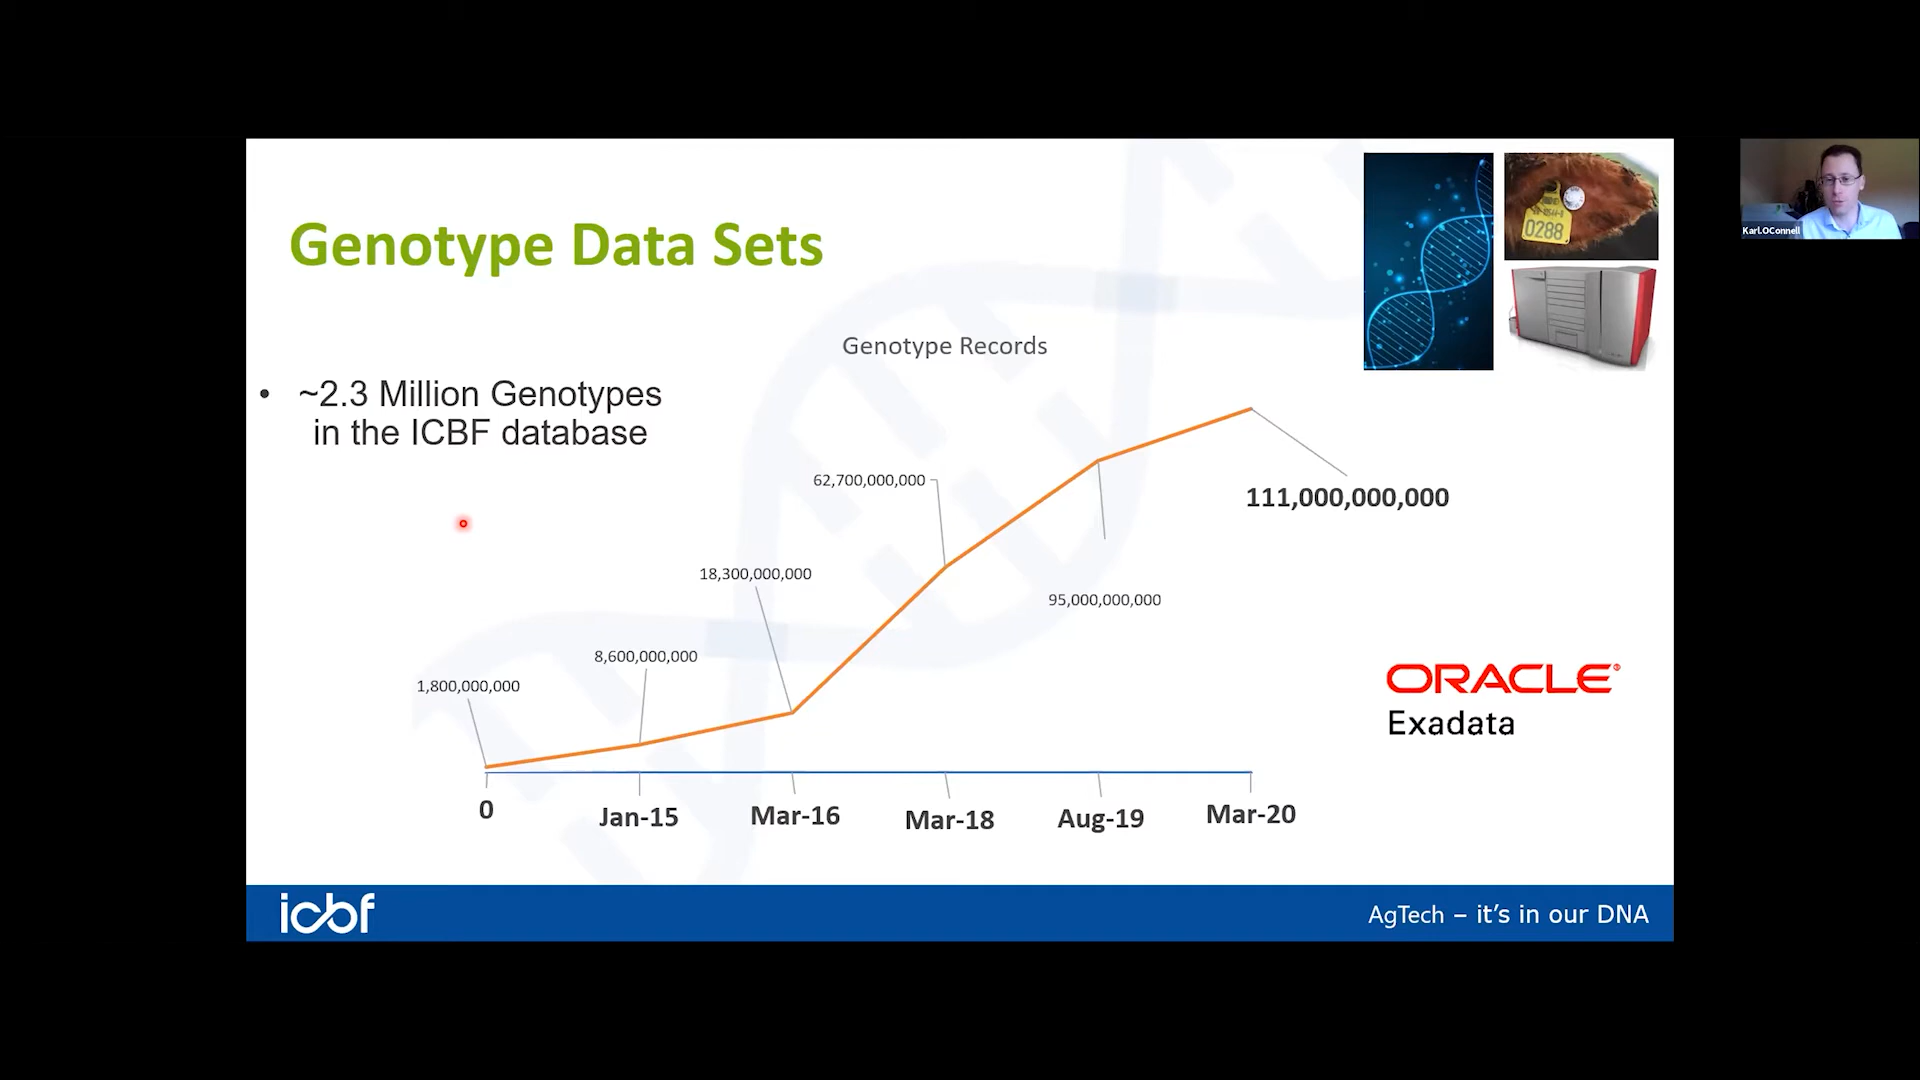 Genotype Data Sets
Genotype Records
• ~2.3 Million Genotypes
in the ICBF database
1,800,000,000
8,600,000,000
18,300,000,000
62,700,000,000
95,000,000,000
111,000,000,000
0
Jan-15
Mar-16
Mar-18
Aug-19
Mar-20
0288
ORACLE®
Exadata
icbf
AgTech – it’s in our DNA
KarlOConnell